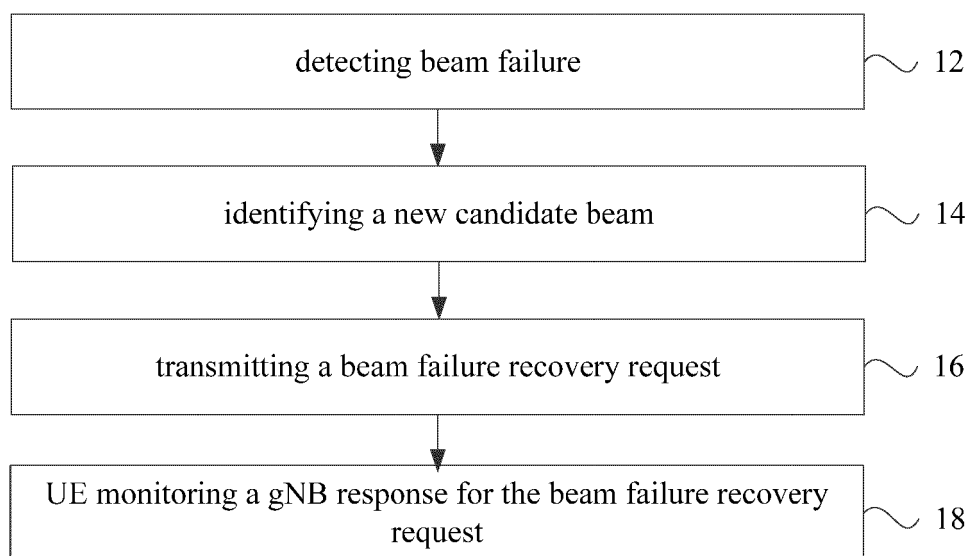 detecting beam failure
12
identifying a new candidate beam
14
transmitting a beam failure recovery request
16
UE monitoring a gNB response for the beam failure recovery
request
18